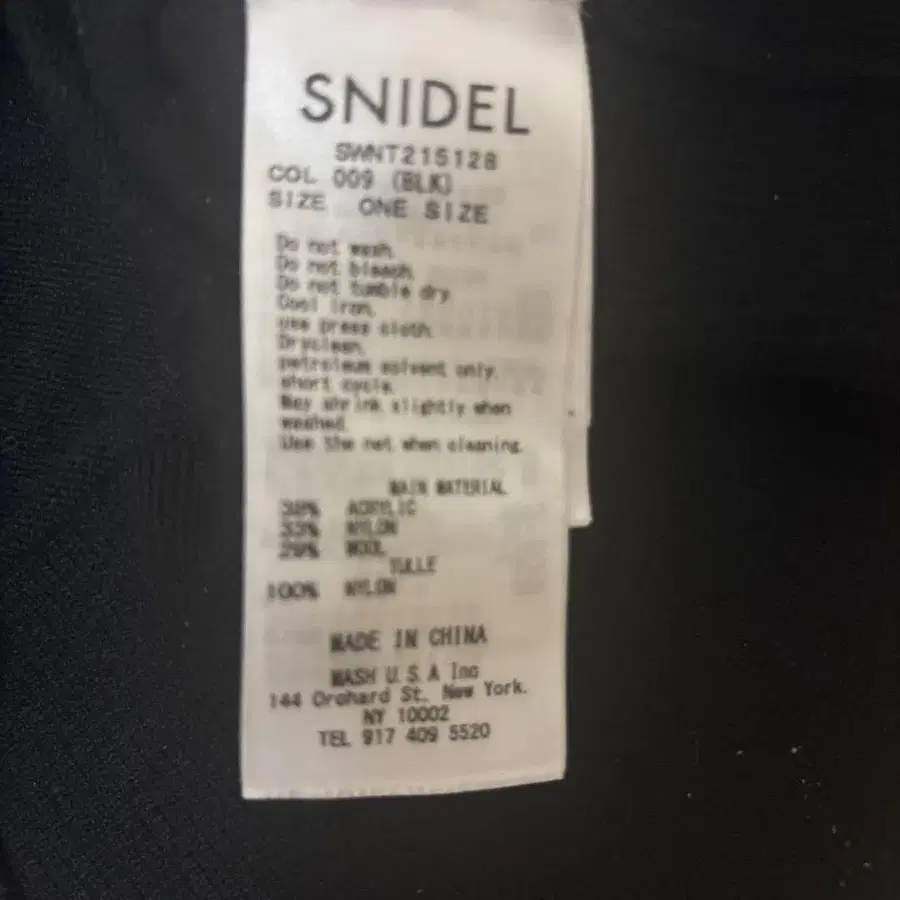 SNIDEL
SWNT215128
COL 009 (BLK)
SIZE ONE SIZE
Do not wash.
Do not bleach.
Do not tumble dry.
Cool iron,
use press cloth.
Dryclean,
petroleum solvent only.
short cycle.
May shrink slightly when
washed.
Use the net when cleaning.
MAIN MATERIAL
38% ACRYLIC
33% NYLON
29% WOOL
TULLE
100% NYLON
MADE IN CHINA
MASH U.S.A Inc
144 Orchard St. New York.
NY 10002
TEL 917 409 5520